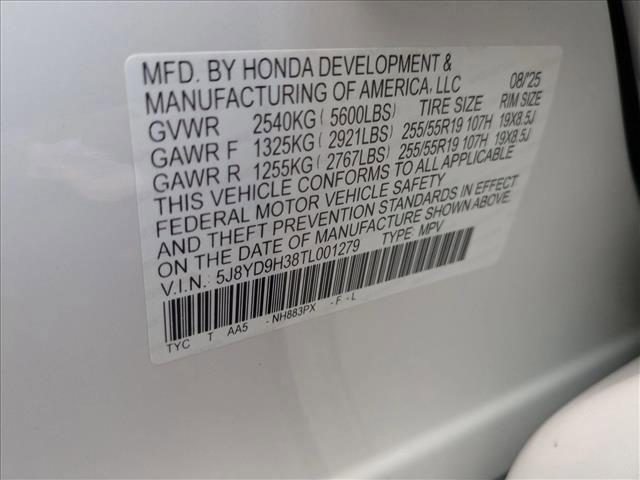 MFD. BY HONDA DEVELOPMENT &
MANUFACTURING OF AMERICA, LLC 08/'25
GVWR 2540KG ( 5600LBS) TIRE SIZE RIM SIZE
GAWR F 1325KG ( 2921LBS) 255/55R19 107H 19X8.5J
GAWR R 1255KG ( 2767LBS) 255/55R19 107H 19X8.5J
THIS VEHICLE CONFORMS TO ALL APPLICABLE
FEDERAL MOTOR VEHICLE SAFETY
AND THEFT PREVENTION STANDARDS IN EFFECT
ON THE DATE OF MANUFACTURE SHOWN ABOVE.
V.I.N.: 5J8YD9H38TL001279 TYPE: MPV
TYC T AA5 -NH883PX -F -L